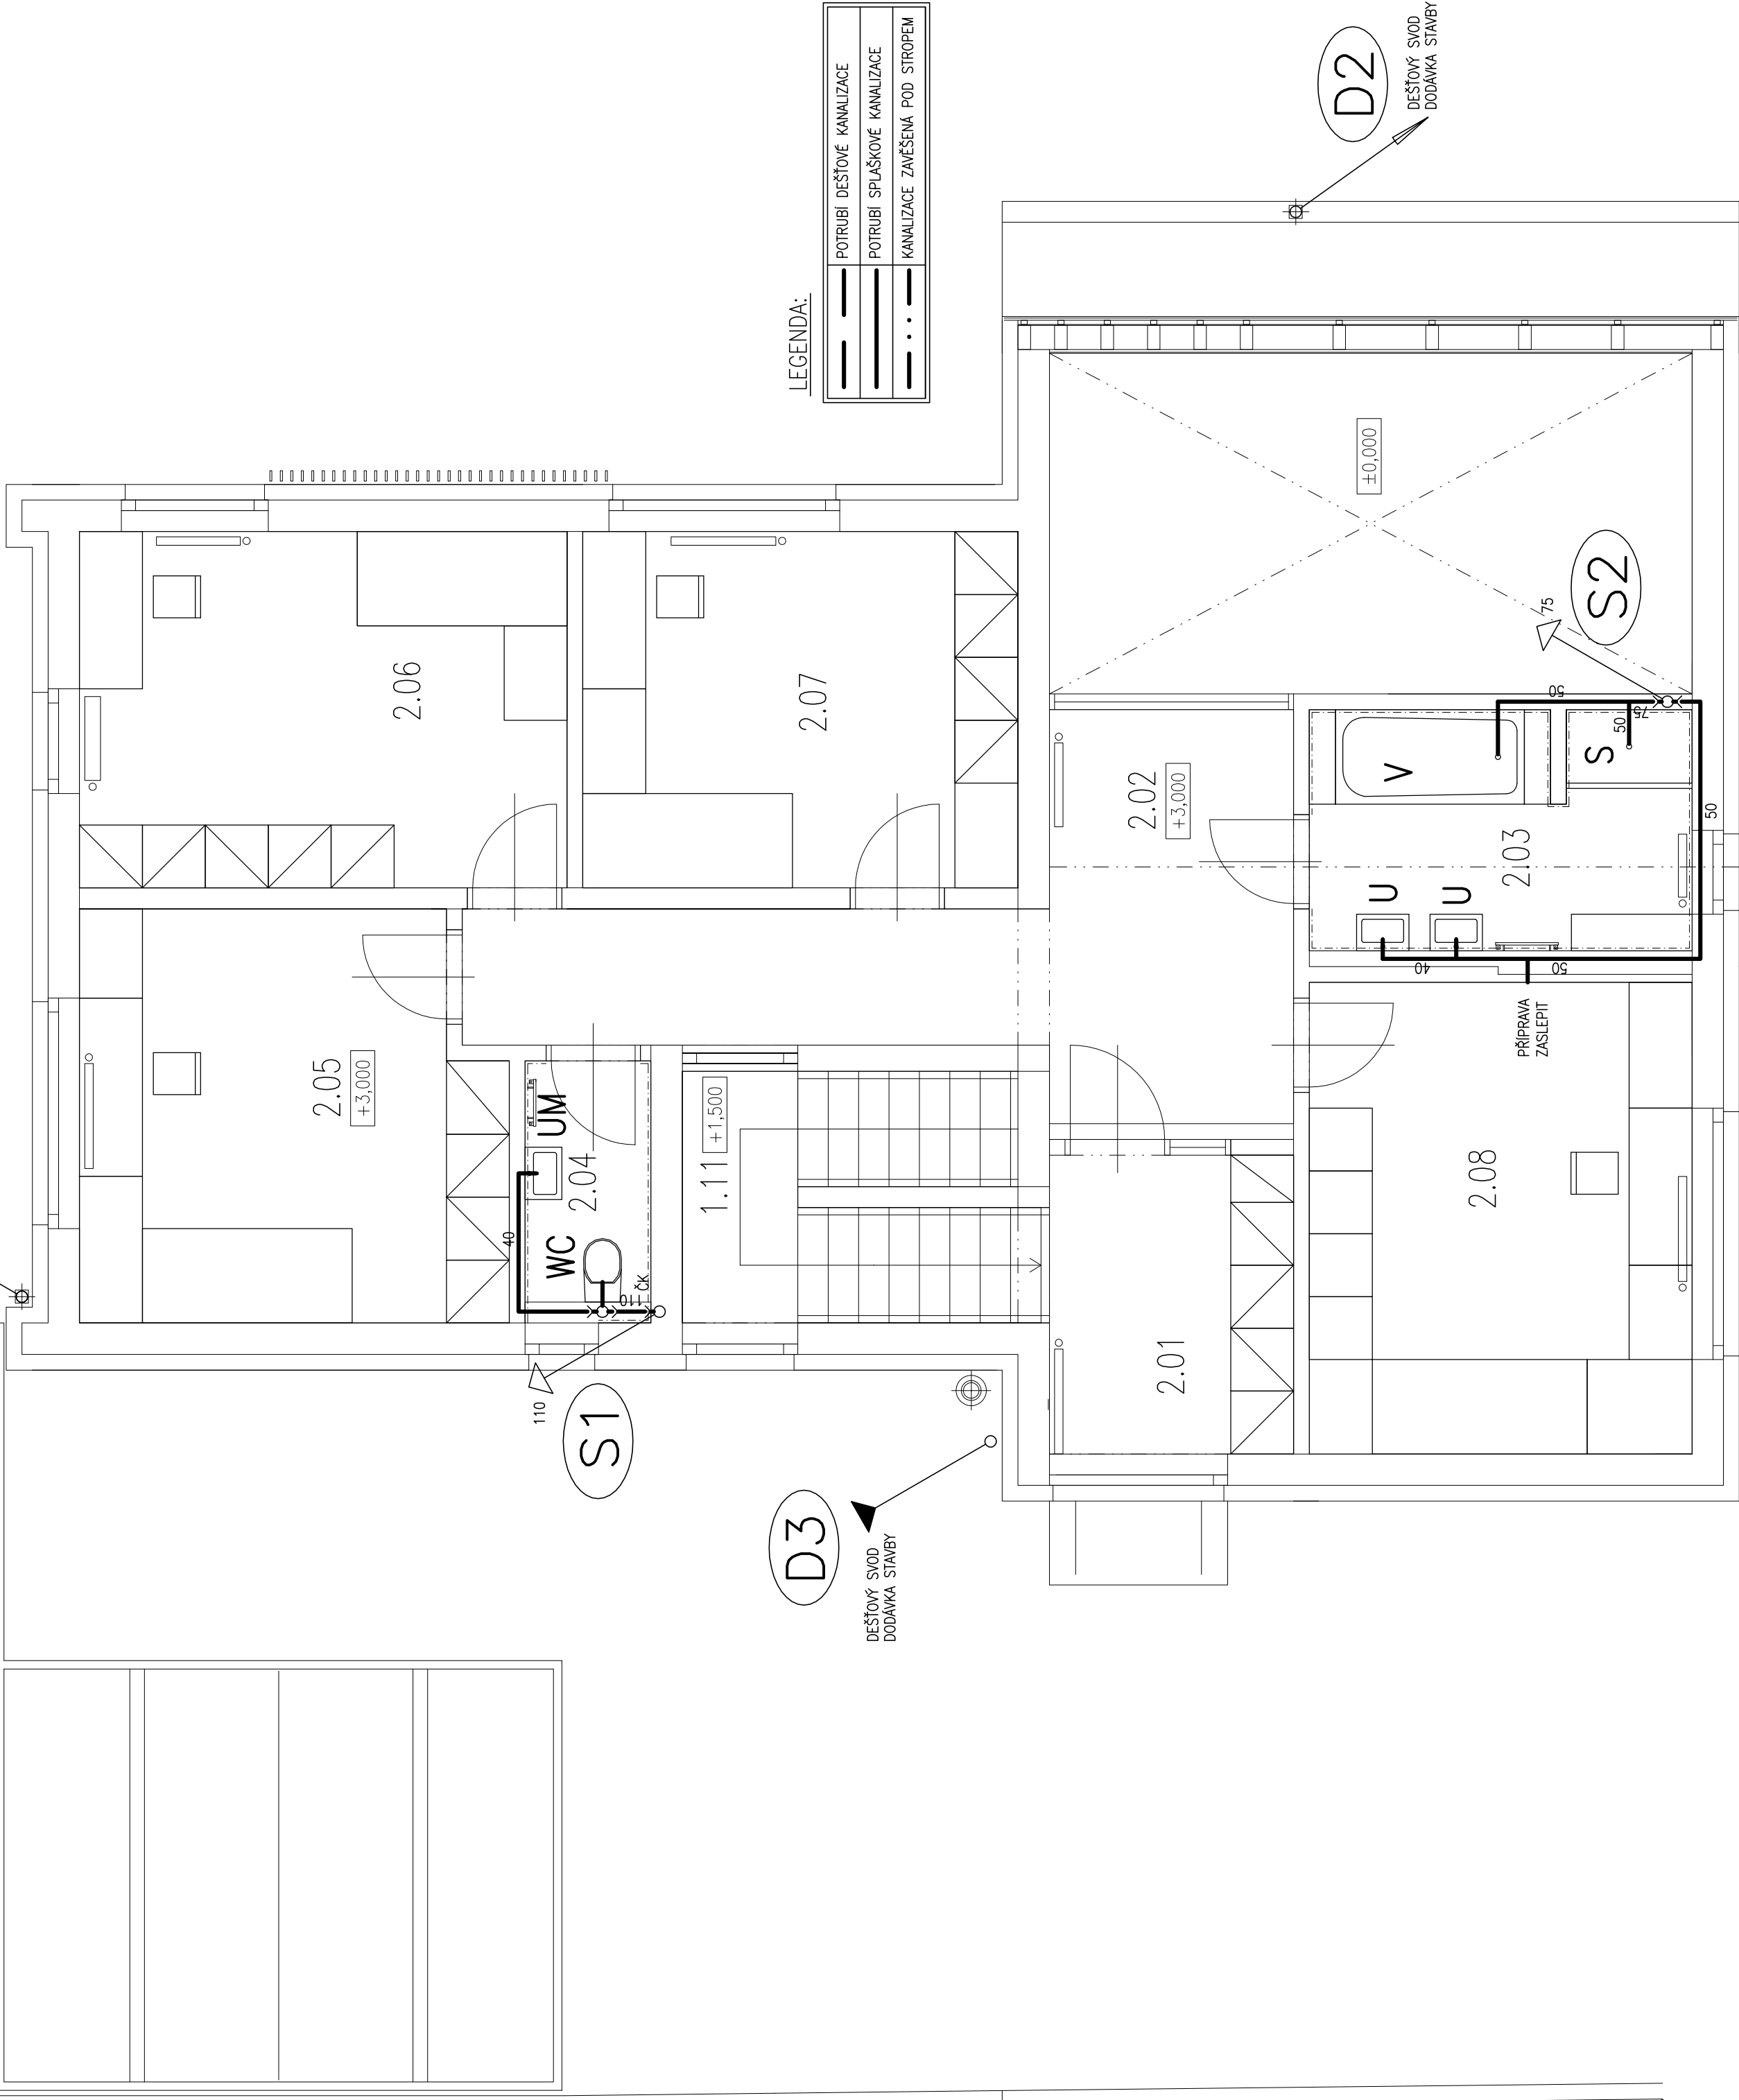 LEGENDA:
POTRUBÍ DEŠŤOVÉ KANALIZACE
POTRUBÍ SPLAŠKOVÉ KANALIZACE
KANALIZACE ZAVĚŠENÁ POD STROPEM
D2
DEŠŤOVÝ SVOD
DODÁVKA STAVBY
2.06
2.07
±0,000
S2
75
50
75
50
S
V
2.02
+3,000
2.03
50
U
U
40
50
PŘÍPRAVA
ZASLEPIT
2.05
+3,000
UM
2.04
40
WC
110
ČK
1.11
+1,500
2.08
2.01
110
S1
D3
DEŠŤOVÝ SVOD
DODÁVKA STAVBY